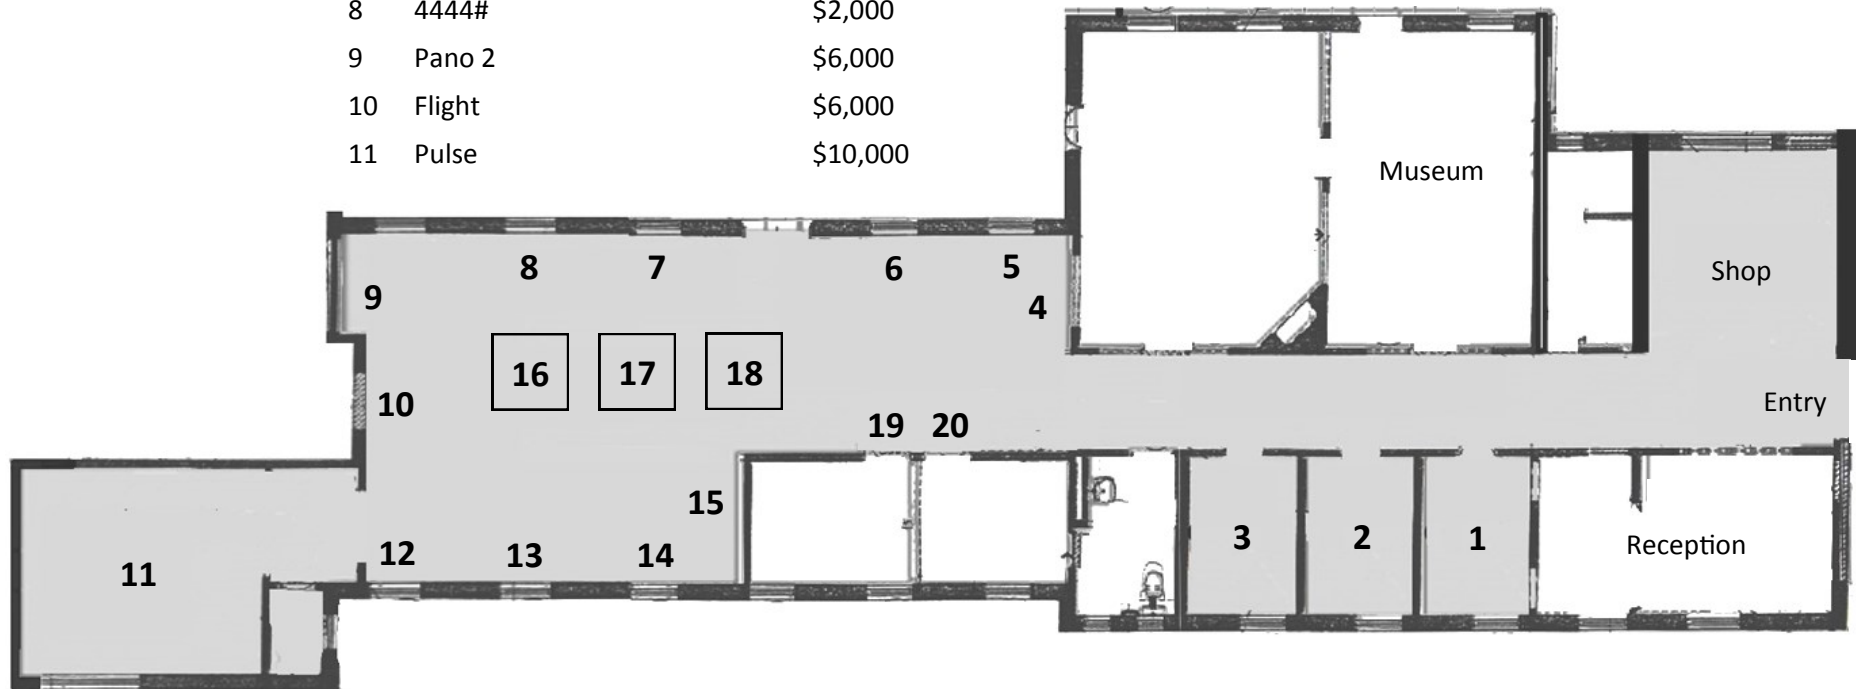 8 4444# $2,000
9 Pano 2 $6,000
10 Flight $6,000
11 Pulse $10,000
Museum
Shop
8 7 6 5
9 4
16 17 18
10 Entry
19 20
15
3 2 1 Reception
12 13 14
11